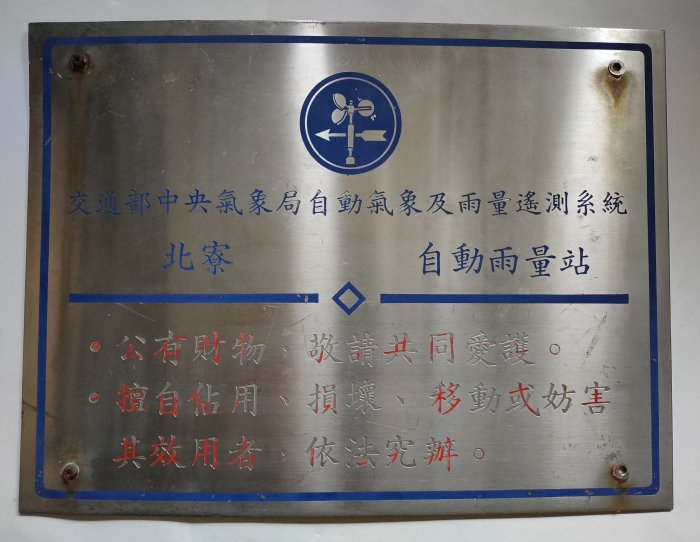 交通部中央氣象局自動氣象及雨量遙測系統
北寮 自動雨量站
•公有財物，敬請共同愛護。
•擅自佔用、損壞、移動或妨害
其效用者，依法究辦。